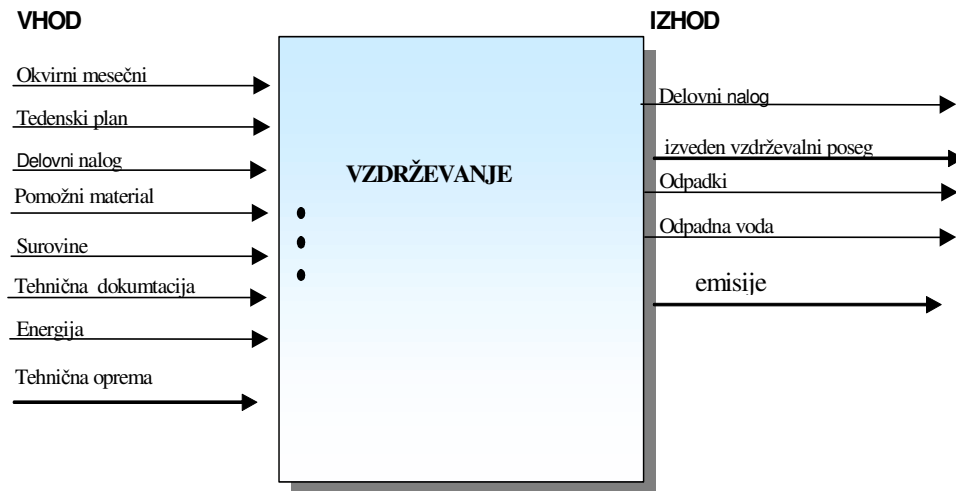 VHOD
Okvirni mesečni
Tedenski plan
Delovni nalog
Pomožni material
Surovine
Tehnična dokumtacija
Energija
Tehnična oprema
VZDRŽEVANJE
IZHOD
Delovni nalog
izveden vzdrževalni poseg
Odpadki
Odpadna voda
emisije